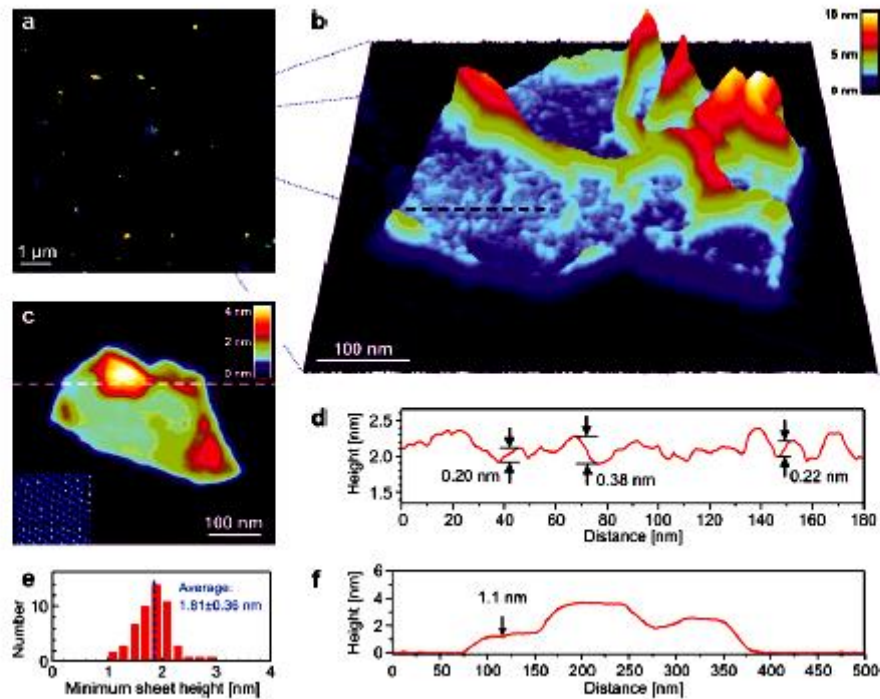 a
1 µm
b
10 nm
5 nm
0 nm
100 nm
c
4 nm
2 nm
0 nm
100 nm
d
Height [nm]
2.5
2.0
1.5
0.20 nm
0.38 nm
0.22 nm
0 20 40 60 80 100 120 140 160 180
Distance [nm]
e
Number
10
0
Average:
1.81±0.36 nm
0 1 2 3 4
Minimum sheet height [nm]
f
Height [nm]
6
4
2
0
1.1 nm
0 50 100 150 200 250 300 350 400 450 500
Distance [nm]